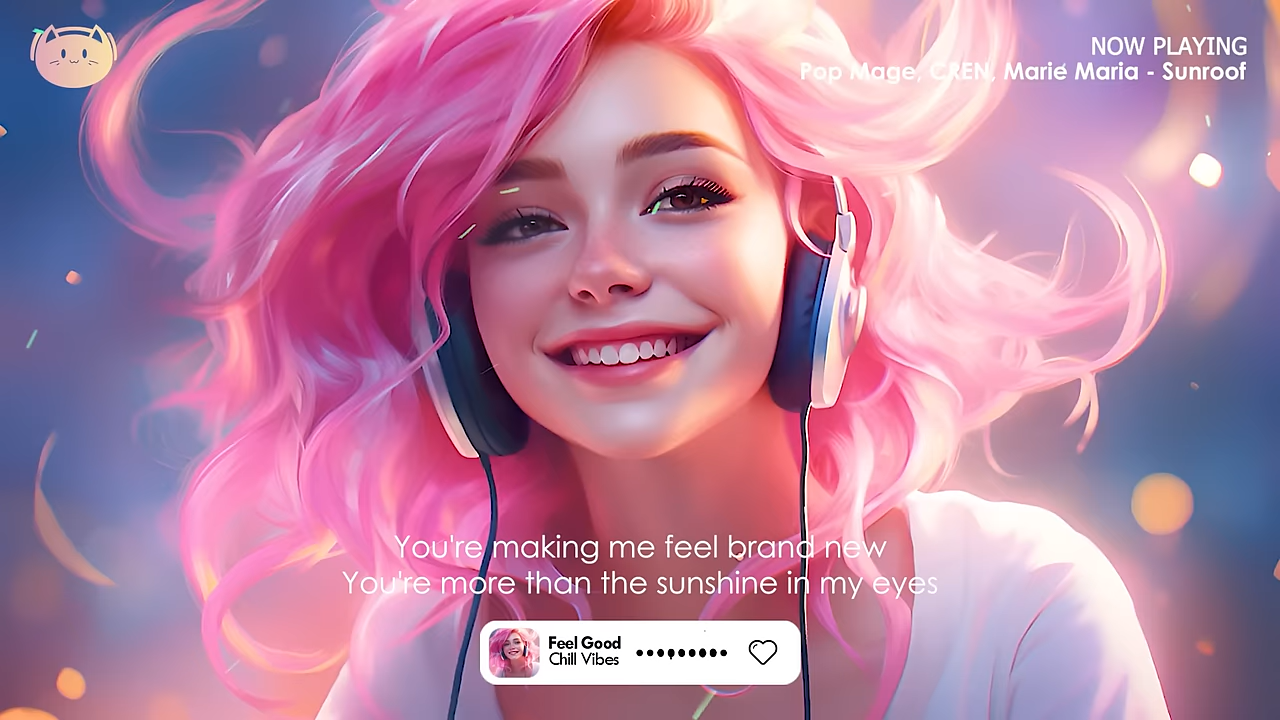 NOW PLAYING
Pop Mage, CREN, Marie Maria - Sunroof
You're making me feel brand new
You're more than the sunshine in my eyes
Feel Good
Chill Vibes